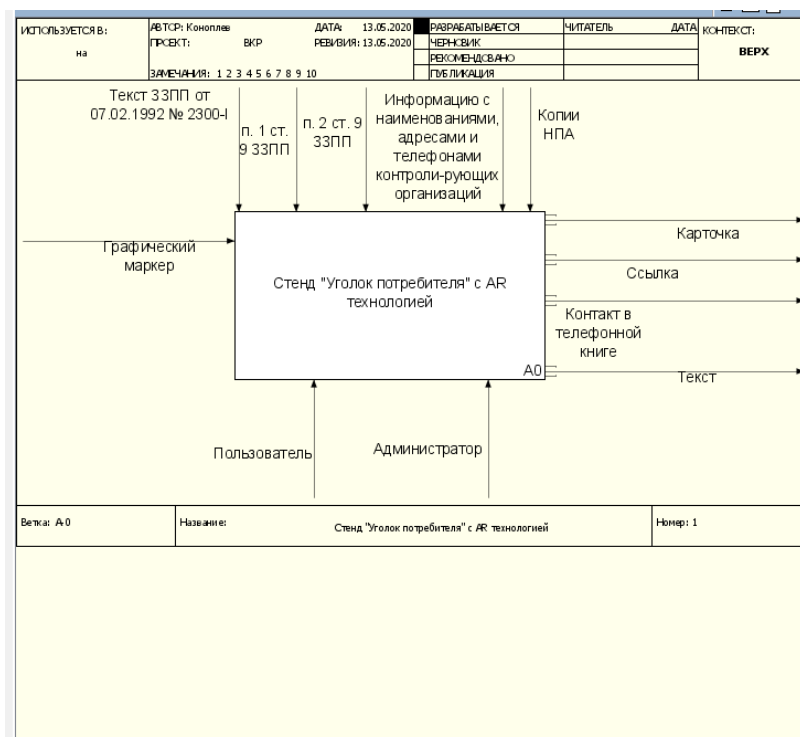 ИСПОЛЬЗУЕТСЯ В:
на
АВТОР: Коноплев
ДАТА: 13.05.2020
ПРОЕКТ: ВКР
РЕВИЗИЯ: 13.05.2020
ЗАМЕЧАНИЯ: 1 2 3 4 5 6 7 8 9 10
РАЗРАБАТЫВАЕТСЯ
ЧЕРНОВИК
РЕКОМЕНДОВАНО
ПУБЛИКАЦИЯ
ЧИТАТЕЛЬ
ДАТА
КОНТЕКСТ:
ВЕРХ
Текст ЗЗПП от
07.02.1992 № 2300-I
п. 1 ст.
9 ЗЗПП
п. 2 ст. 9
ЗЗПП
Информацию с
наименованиями,
адресами и
телефонами
контроли-рующих
организаций
Копии
НПА
Графический
маркер
Стенд "Уголок потребителя" с AR
технологией
A0
Карточка
Ссылка
Контакт в
телефонной
книге
Текст
Пользователь
Администратор
Ветка: A-0
Название:
Стенд "Уголок потребителя" с AR технологией
Номер: 1